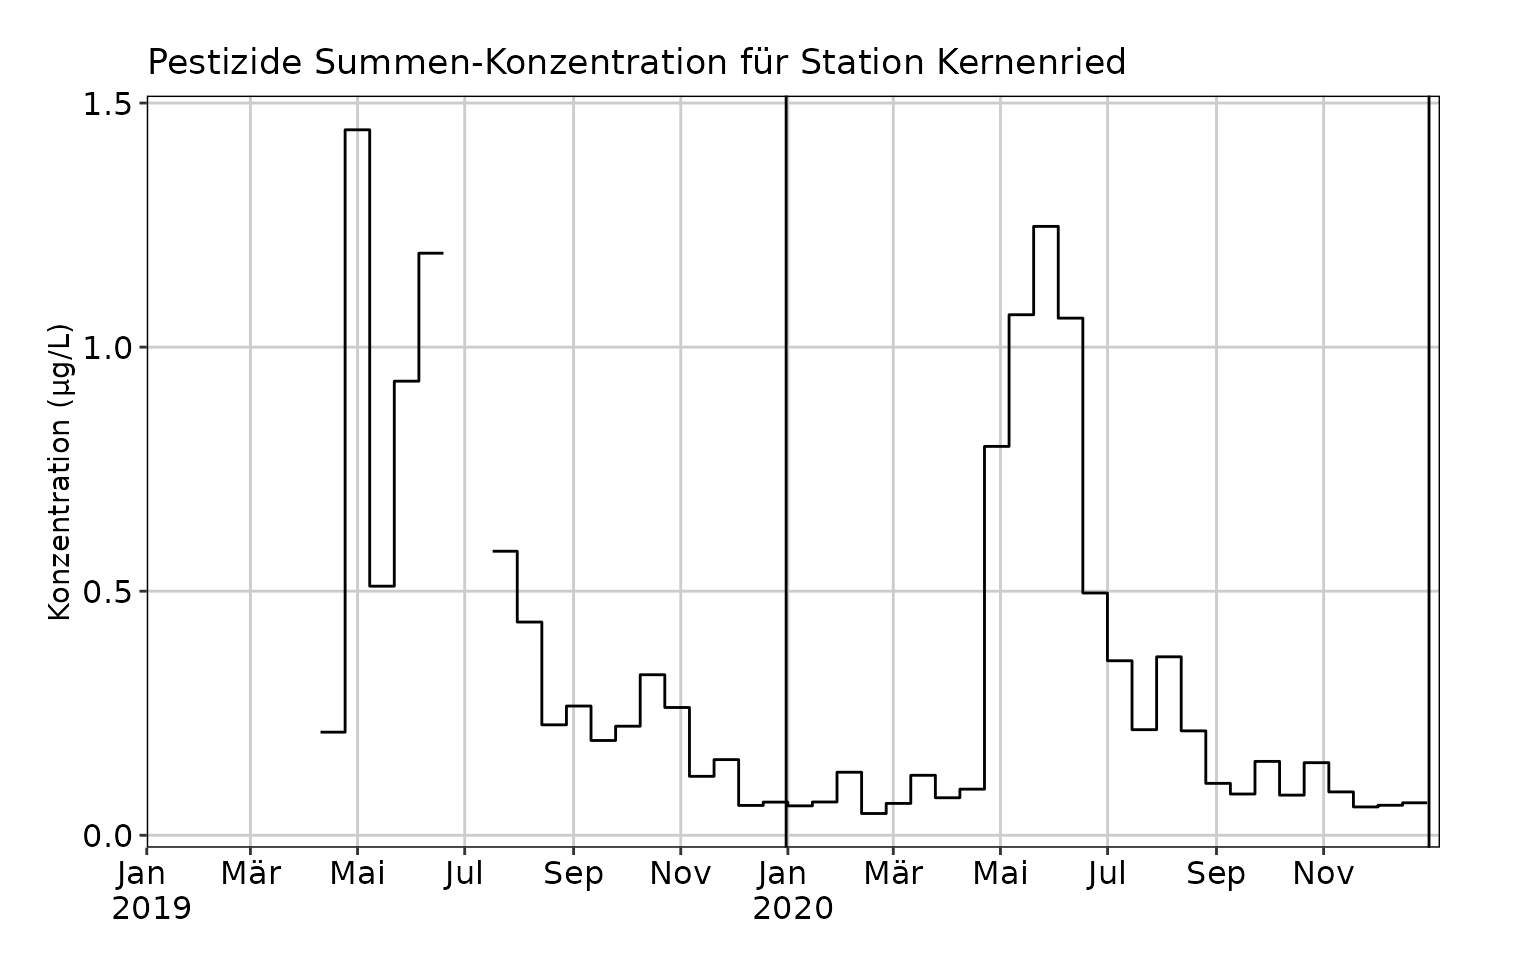 Pestizide Summen-Konzentration für Station Kernenried
Konzentration (µg/L)
1.5
1.0
0.5
0.0
Jan Mär Mai Jul Sep Nov Jan Mär Mai Jul Sep Nov
2019 2020